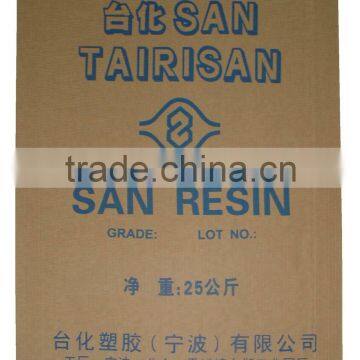 台化SAN
TAIRISAN
trade.china.cn
SAN RESIN
GRADE: LOT NO.:
净 重:25公斤
台化塑胶(宁波)有限公司